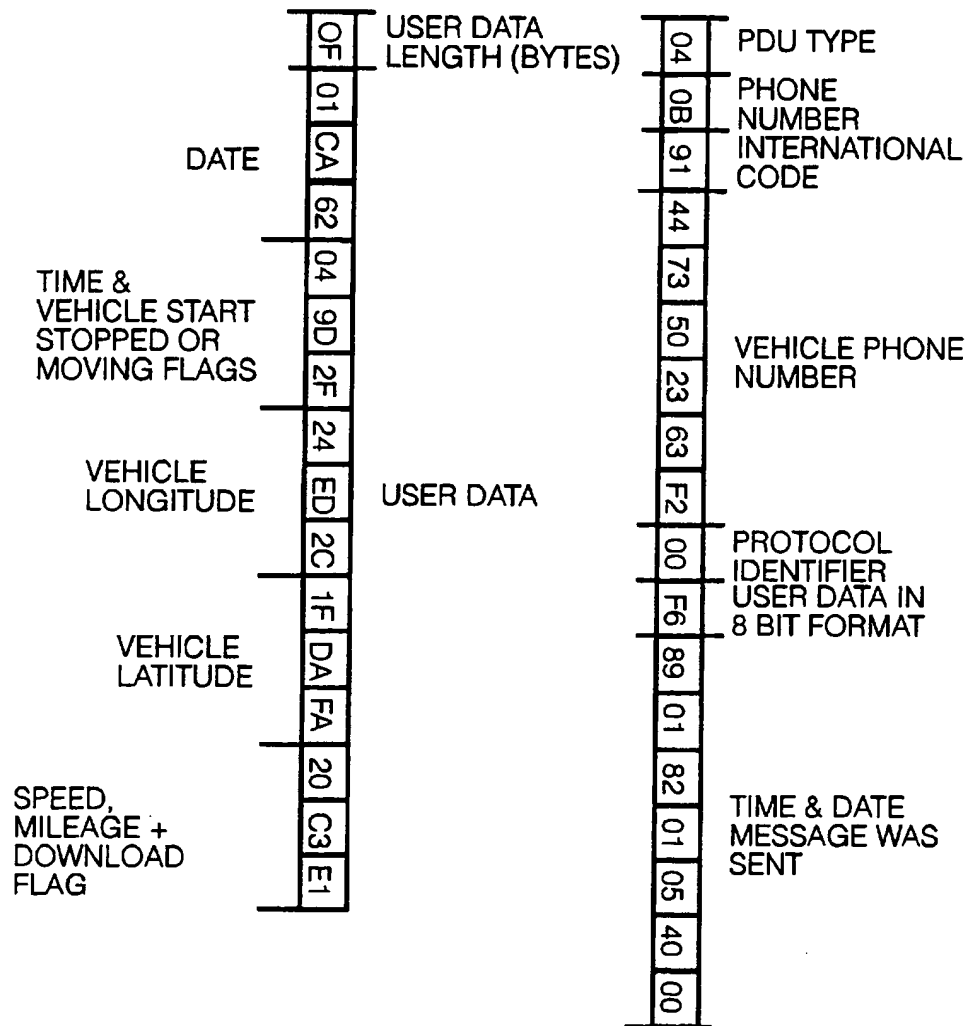 USER DATA
LENGTH (BYTES)
DATE
TIME &
VEHICLE START
STOPPED OR
MOVING FLAGS
VEHICLE
LONGITUDE
USER DATA
VEHICLE
LATITUDE
SPEED,
MILEAGE +
DOWNLOAD
FLAG
OF
01
CA
62
04
9D
2F
24
ED
2C
1F
DA
FA
20
C3
E1
PDU TYPE
PHONE
NUMBER
INTERNATIONAL
CODE
VEHICLE PHONE
NUMBER
PROTOCOL
IDENTIFIER
USER DATA IN
8 BIT FORMAT
TIME & DATE
MESSAGE WAS
SENT
04
0B
91
44
73
50
23
63
F2
00
F6
89
01
82
01
05
40
00